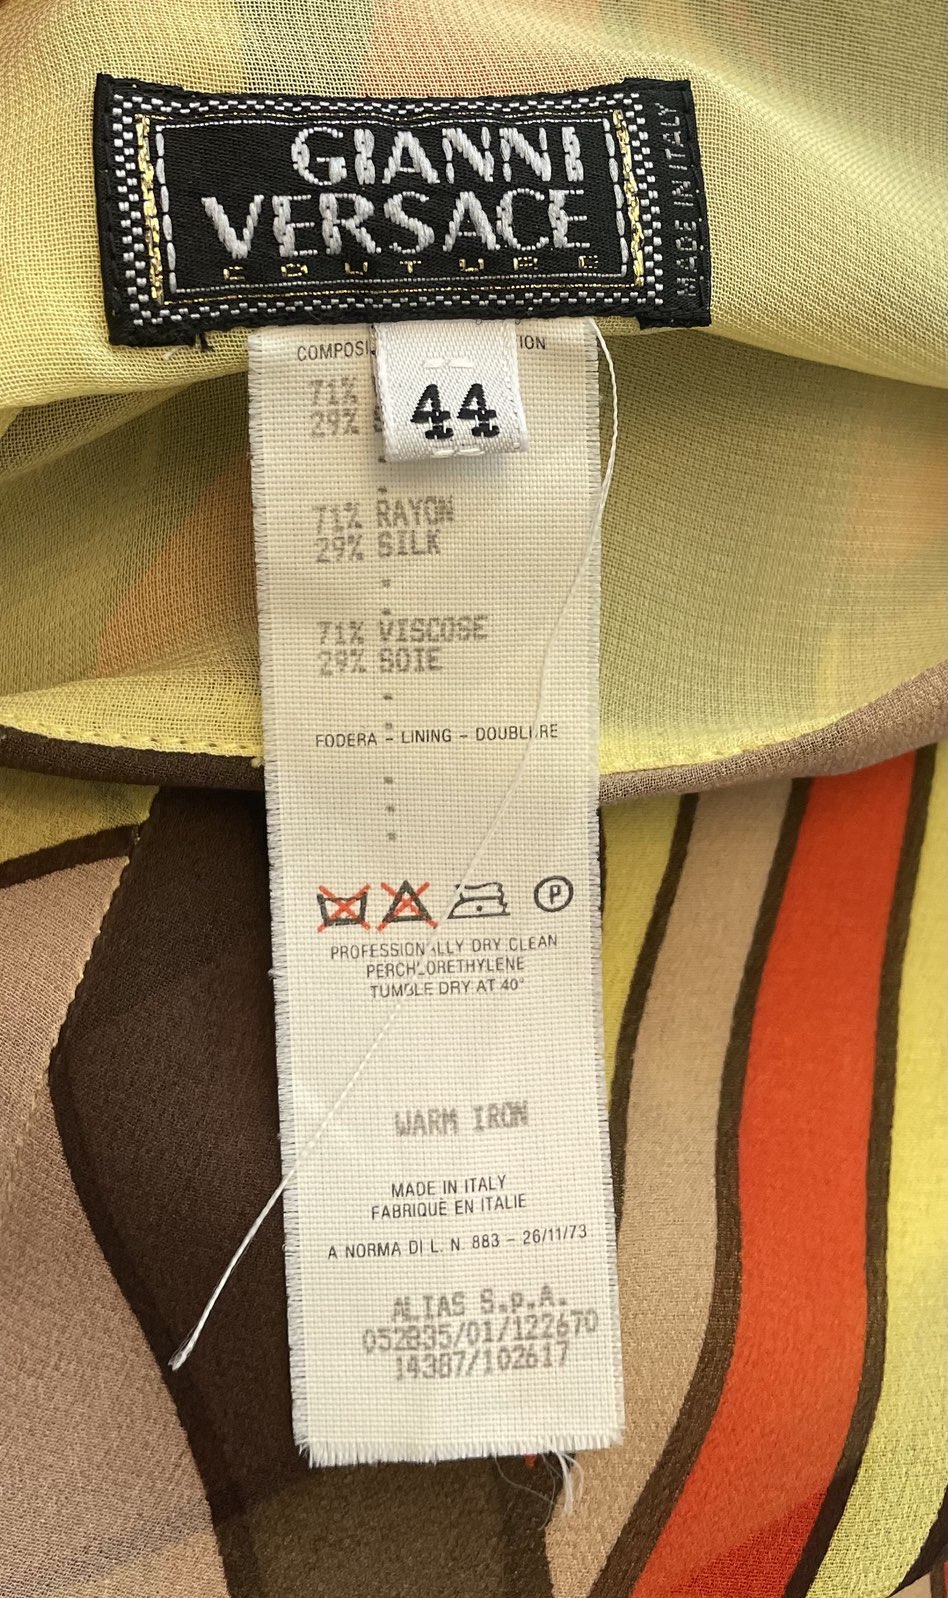 GIANNI
VERSACE
COUTURE
MADE IN ITALY
44
71%
29%
71% RAYON
29% SILK
71% VISCOSE
29% SOIE
FODERA - LINING - DOUBLURE
P
PROFESSIONALLY DRY CLEAN
PERCHLORETHYLENE
TUMBLE DRY AT 40°
WARM IRON
MADE IN ITALY
FABRIQUÈ EN ITALIE
A NORMA DI L. N. 883 - 26/11/73
ALIAS S.p.A.
052835/01/122670
14387/102617